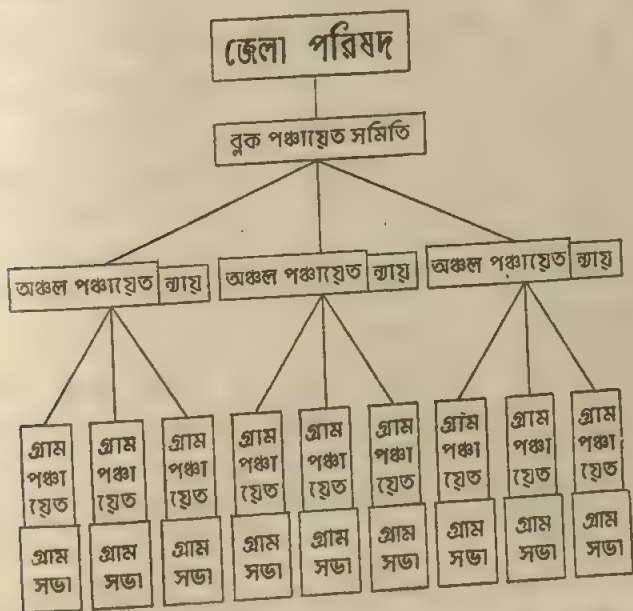 জেলা পরিষদ
ব্লক পঞ্চায়েত সমিতি
অঞ্চল পঞ্চায়েত ন্যায়
অঞ্চল পঞ্চায়েত ন্যায়
অঞ্চল পঞ্চায়েত ন্যায়
গ্রাম
পঞ্চা
য়েত
গ্রাম
পঞ্চা
য়েত
গ্রাম
পঞ্চা
য়েত
গ্রাম
পঞ্চা
য়েত
গ্রাম
পঞ্চা
য়েত
গ্রাম
পঞ্চা
য়েত
গ্রাম
পঞ্চা
য়েত
গ্রাম
পঞ্চা
য়েত
গ্রাম
পঞ্চা
য়েত
গ্রাম
সভা
গ্রাম
সভা
গ্রাম
সভা
গ্রাম
সভা
গ্রাম
সভা
গ্রাম
সভা
গ্রাম
সভা
গ্রাম
সভা
গ্রাম
সভা